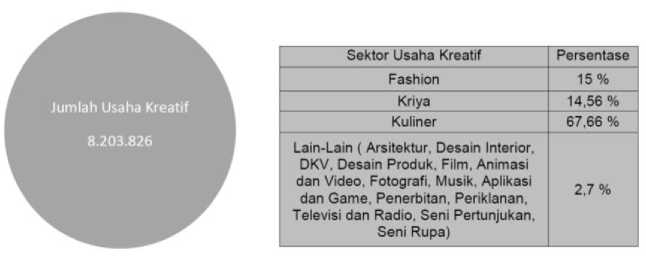 Jumlah Usaha Kreatif
8.203.826
Sektor Usaha Kreatif Persentase
Fashion 15 %
Kriya 14,56 %
Kuliner 67,66 %
Lain-Lain ( Arsitektur, Desain Interior,
DKV, Desain Produk, Film, Animasi
dan Video, Fotografi, Musik, Aplikasi
dan Game, Penerbitan, Periklanan,
Televisi dan Radio, Seni Pertunjukan,
Seni Rupa)
2,7 %